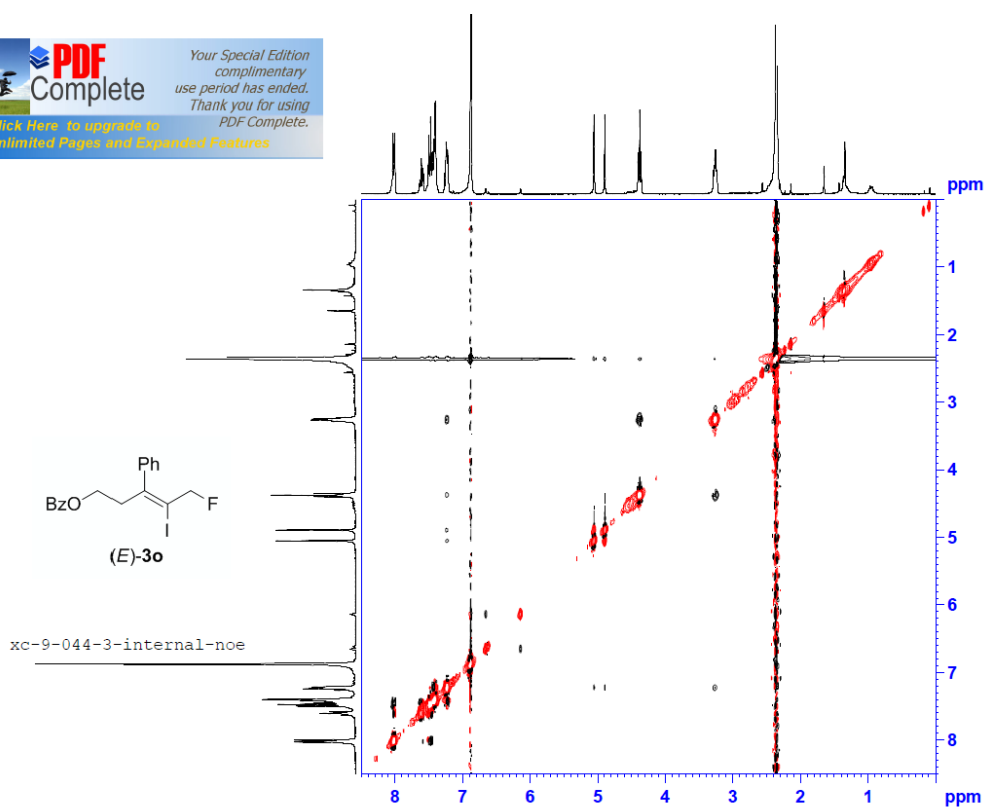 PDF
Complete
Your Special Edition
complimentary
use period has ended.
Thank you for using
PDF Complete.
lick Here to upgrade to
nlimited Pages and Expanded Features
ppm
1
2
3
4
5
6
7
8
Ph
BzO
F
I
(E)-3o
xc-9-044-3-internal-noe
8 7 6 5 4 3 2 1 ppm